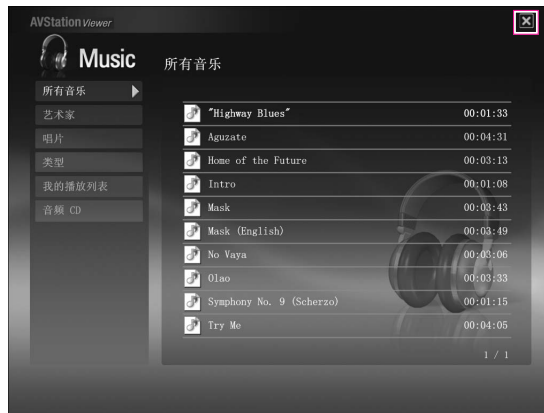 AVStation Viewer
Music
所有音乐
所有音乐
艺术家
唱片
类型
我的播放列表
音频 CD
"Highway Blues" 00:01:33
Aguzate 00:04:31
Home of the Future 00:03:13
Intro 00:01:08
Mask 00:03:43
Mask (English) 00:03:49
No Vaya 00:03:06
Olao 00:03:33
Symphony No. 9 (Scherzo) 00:01:15
Try Me 00:04:05
1 / 1